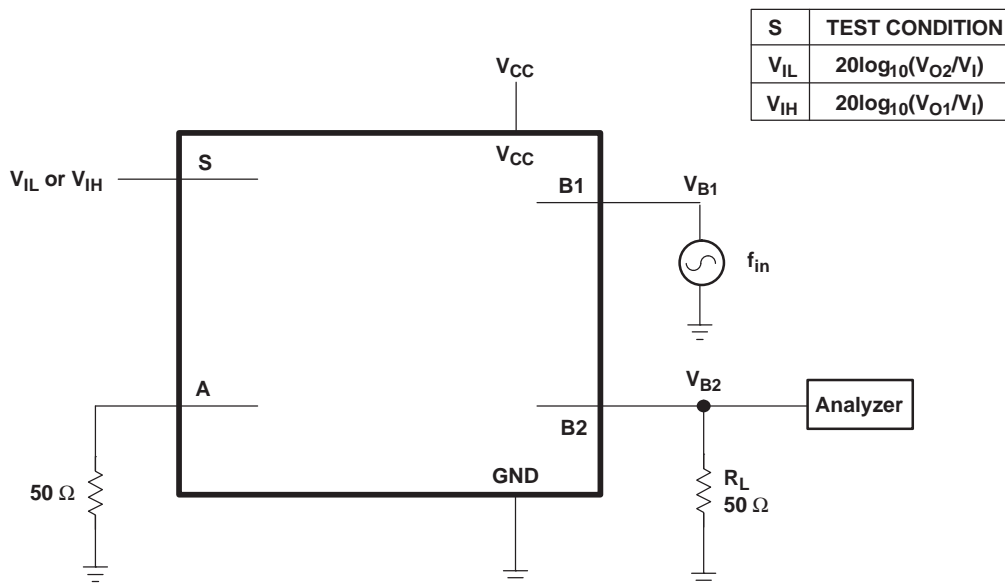 S TEST CONDITION
V_IL 20log₁₀(V_O2/V_I)
V_IH 20log₁₀(V_O1/V_I)
V_CC
V_CC
S
V_IL or V_IH
B1
V_B1
f_in
A
V_B2
Analyzer
B2
GND
50 Ω
R_L
50 Ω